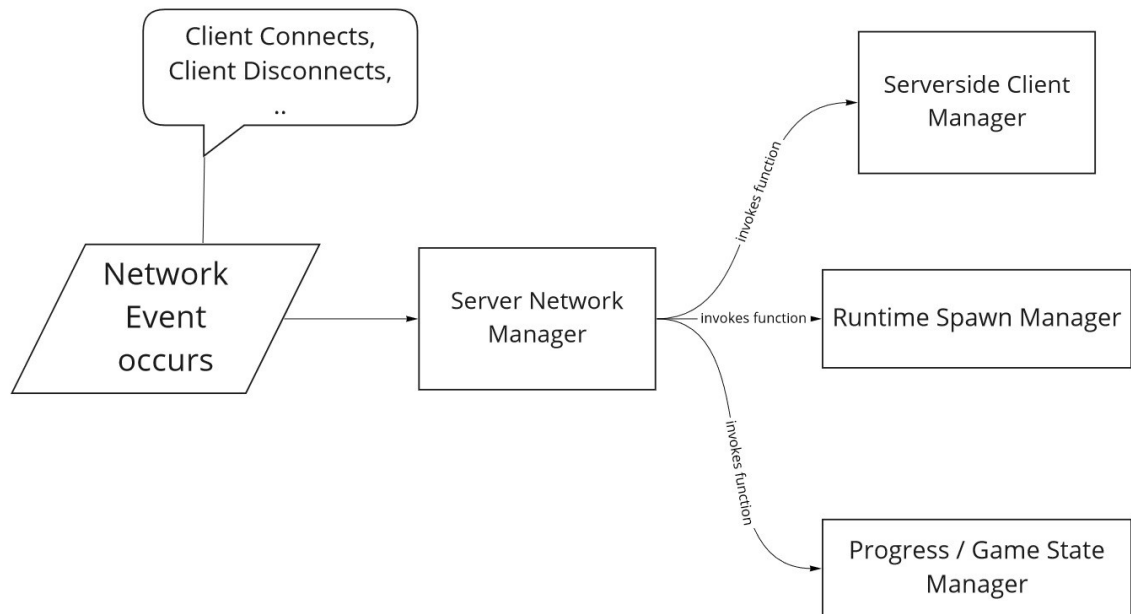 Client Connects,
Client Disconnects,
..
Network
Event
occurs
Server Network
Manager
invokes function
Serverside Client
Manager
invokes function
Runtime Spawn Manager
invokes function
Progress / Game State
Manager